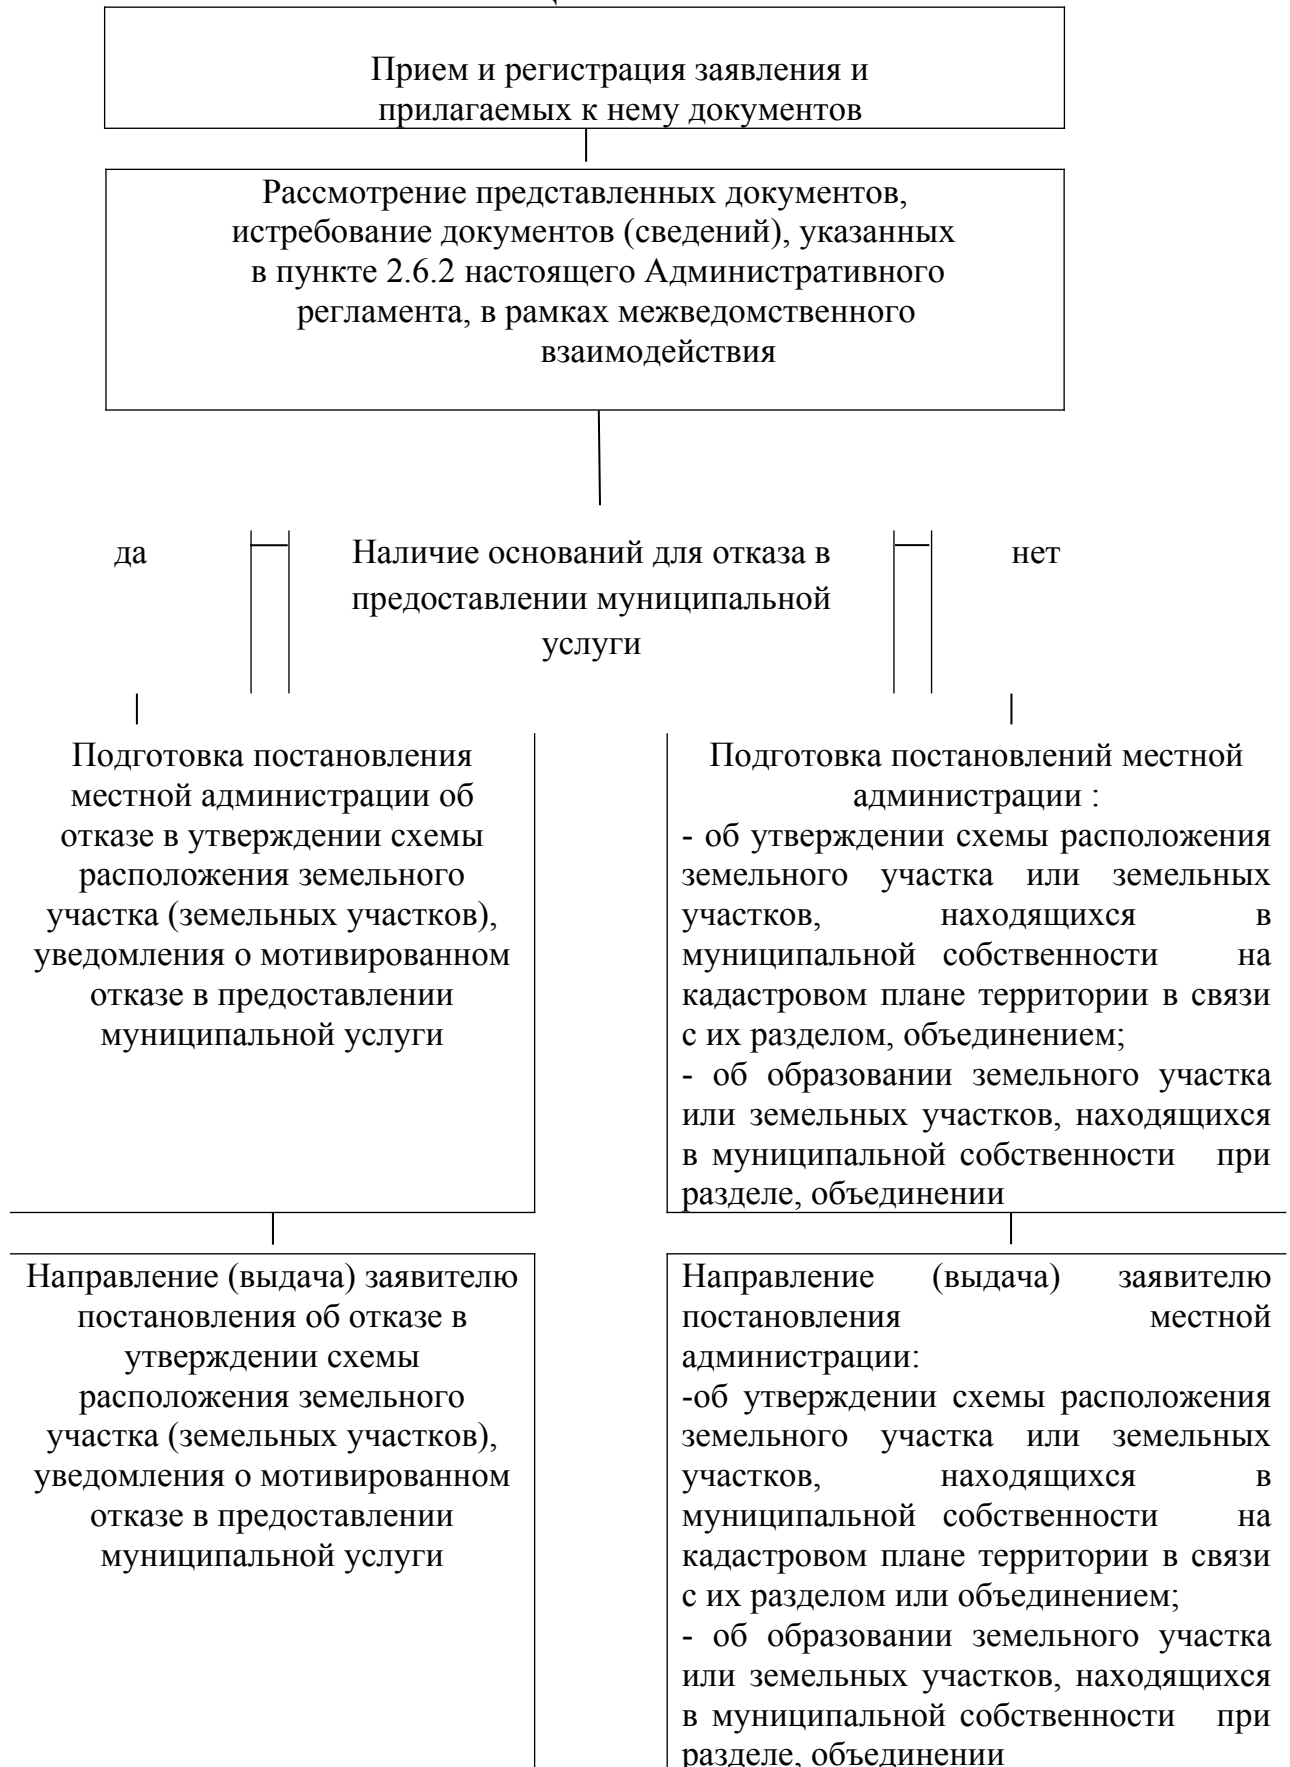 Прием и регистрация заявления и
прилагаемых к нему документов
Рассмотрение представленных документов,
истребование документов (сведений), указанных
в пункте 2.6.2 настоящего Административного
регламента, в рамках межведомственного
взаимодействия
да
Наличие оснований для отказа в
предоставлении муниципальной
услуги
нет
Подготовка постановления
местной администрации об
отказе в утверждении схемы
расположения земельного
участка (земельных участков),
уведомления о мотивированном
отказе в предоставлении
муниципальной услуги
Подготовка постановлений местной
администрации :
- об утверждении схемы расположения
земельного участка или земельных
участков, находящихся в
муниципальной собственности на
кадастровом плане территории в связи
с их разделом, объединением;
- об образовании земельного участка
или земельных участков, находящихся
в муниципальной собственности при
разделе, объединении
Направление (выдача) заявителю
постановления об отказе в
утверждении схемы
расположения земельного
участка (земельных участков),
уведомления о мотивированном
отказе в предоставлении
муниципальной услуги
Направление (выдача) заявителю
постановления местной
администрации:
-об утверждении схемы расположения
земельного участка или земельных
участков, находящихся в
муниципальной собственности на
кадастровом плане территории в связи
с их разделом или объединением;
- об образовании земельного участка
или земельных участков, находящихся
в муниципальной собственности при
разделе, объединении